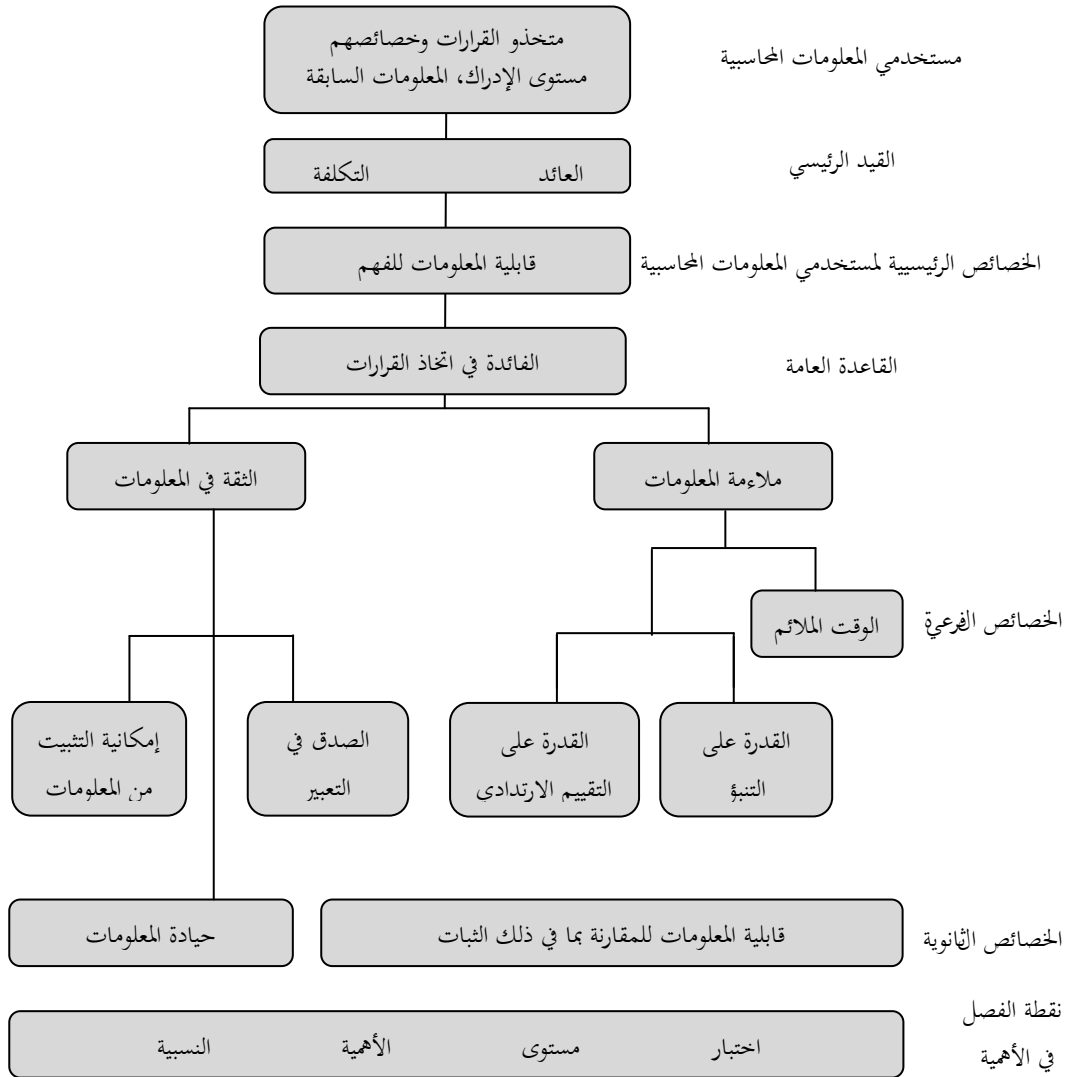 متخذو القرارات وخصائصهم
مستوى الإدراك، المعلومات السابقة
مستخدمي المعلومات المحاسبية
القيد الرئيسي
العائد التكلفة
الخصائص الرئيسيية لمستخدمي المعلومات المحاسبية
قابلية المعلومات للفهم
القاعدة العامة
الفائدة في اتخاذ القرارات
ملاءمة المعلومات
الثقة في المعلومات
الخصائص الفرعية
الوقت الملائم
القدرة على
التنبؤ
القدرة على
التقييم الارتدادى
الصدق في
التعبير
إمكانية التثبيت
من المعلومات
الخصائص الثانوية
قابلية المعلومات للمقارنة بما في ذلك الثبات
حيادة المعلومات
نقطة الفصل
في الأهمية
اختبار مستوى الأهمية النسبية